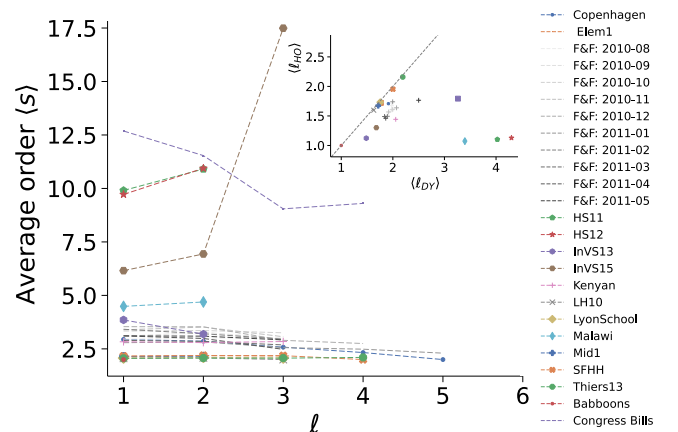 17.5
15.0
12.5
10.0
7.5
5.0
2.5
Average order ⟨s⟩
1 2 3 4 5 6
ℓ
2.5
2.0
1.5
1.0
⟨ℓHO⟩
1 2 3 4
⟨ℓDY⟩
Copenhagen
Elem1
F&F: 2010–08
F&F: 2010–09
F&F: 2010–10
F&F: 2010–11
F&F: 2010–12
F&F: 2011–01
F&F: 2011–02
F&F: 2011–03
F&F: 2011–04
F&F: 2011–05
HS11
HS12
InVS13
InVS15
Kenyan
LH10
LyonSchool
Malawi
Mid1
SFHH
Thiers13
Babboons
Congress Bills